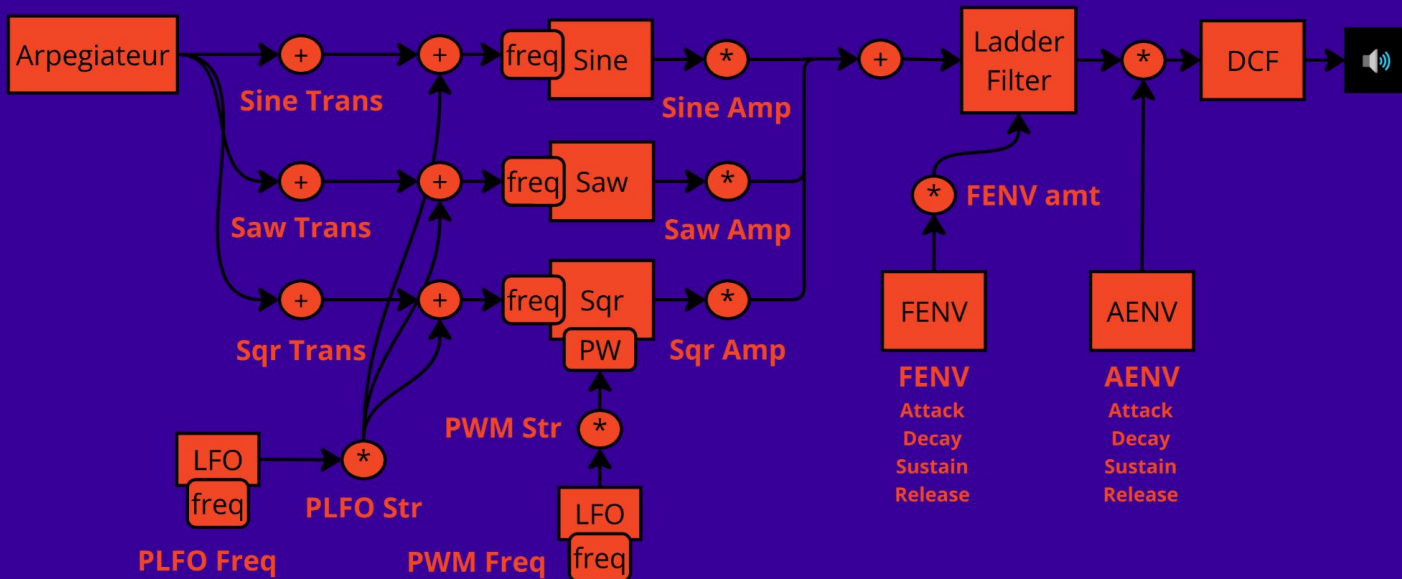 Arpegiateur
+
+
freq
Sine
*
+
Ladder
Filter
*
DCF
Sine Trans
Sine Amp
+
+
freq
Saw
*
*
FENV amt
Saw Trans
Saw Amp
+
+
freq
Sqr
*
FENV
AENV
PW
Sqr Trans
Sqr Amp
FENV
AENV
Attack
Attack
PWM Str
*
Decay
Decay
LFO
*
Sustain
Sustain
freq
PLFO Str
Release
Release
LFO
PLFO Freq
PWM Freq
freq